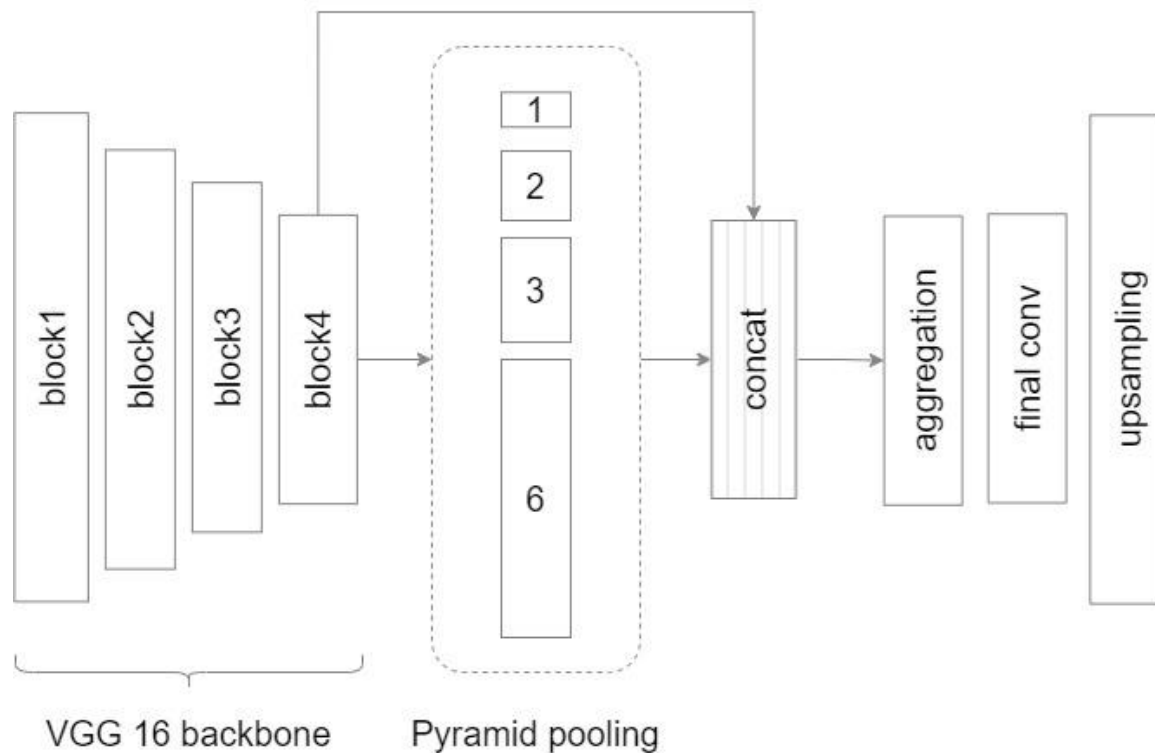 block1
block2
block3
block4
1
2
3
6
concat
aggregation
final conv
upsampling
VGG 16 backbone
Pyramid pooling